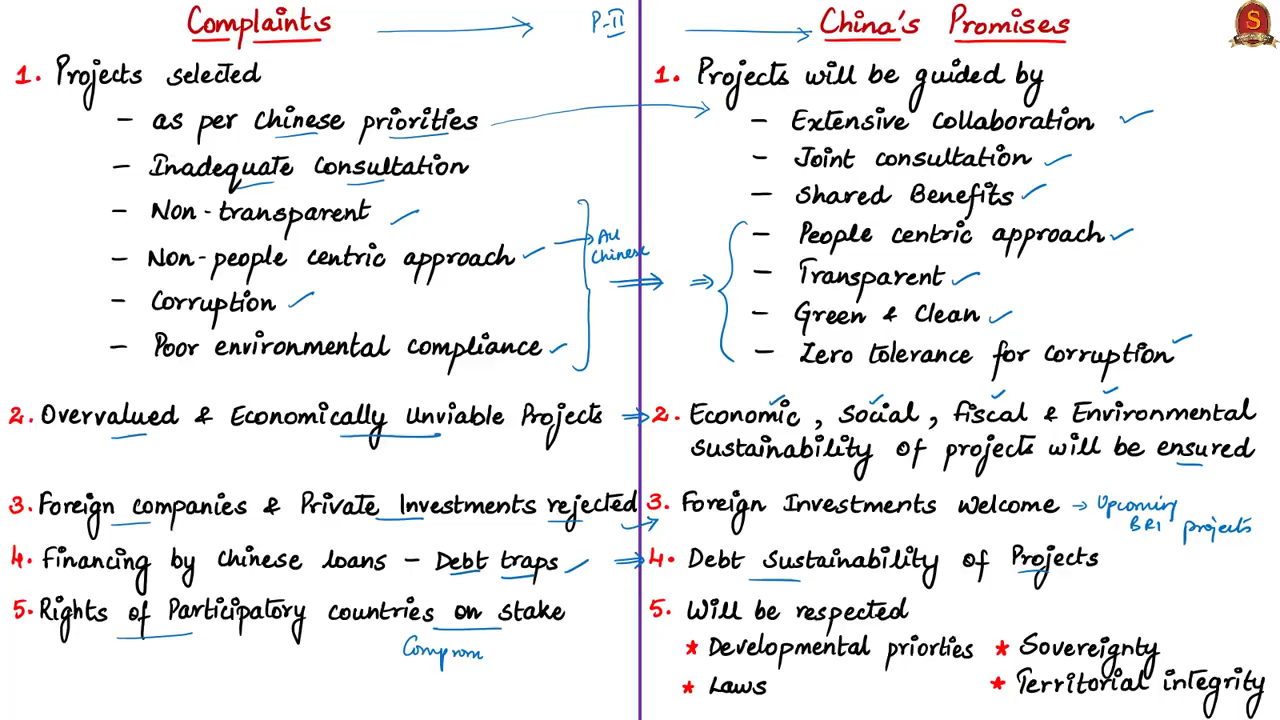 Complaints
P-II
China's Promises
S
1. Projects selected
- as per Chinese priorities
- Inadequate Consultation
- Non-transparent
- Non-people centric approach
- Corruption
- Poor environmental compliance
All
Chinese
2. Overvalued & Economically Unviable Projects
3. Foreign companies & Private Investments rejected
4. Financing by Chinese loans - Debt traps
5. Rights of Participatory countries on stake
Comprom
1. Projects will be guided by
- Extensive collaboration
- Joint consultation
- Shared Benefits
- People centric approach
- Transparent
- Green & Clean
- Zero tolerance for corruption
2. Economic, Social, fiscal & Environmental
sustainability of projects will be ensured
3. Foreign Investments Welcome → Upcoming
BRI projects
4. Debt Sustainability of Projects
5. Will be respected
* Developmental priorties
* Sovereignty
* Laws
* Territorial integrity